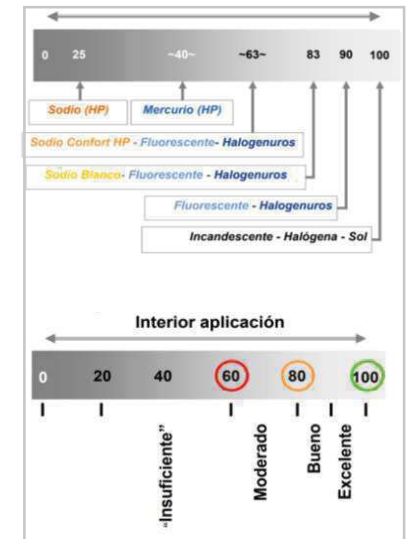 0 25 ~40~ ~63~ 83 90 100
Sodio (HP) Mercurio (HP)
Sodio Confort HP - Fluorescente- Halogenuros
Sodio Blanco- Fluorescente - Halogenuros
Fluorescente - Halogenuros
Incandescente - Halógena - Sol
Interior aplicación
0 20 40 60 80 100
“Insuficiente”
Moderado
Bueno
Excelente